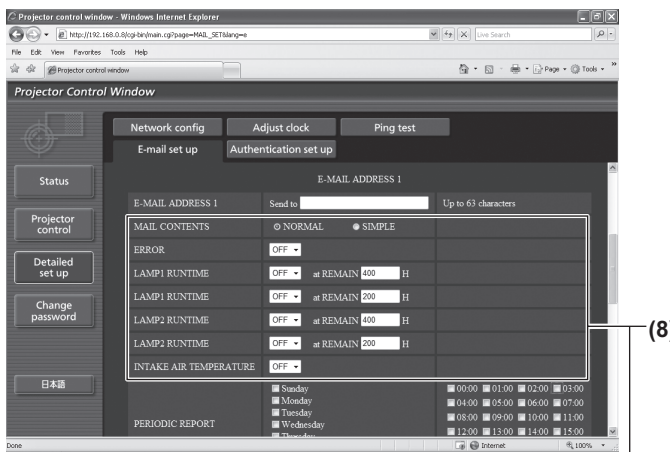 Projector control window - Windows Internet Explorer
http://192.168.0.8/cgi-bin/main.cgi?page=MAIL_SET&lang=e
Live Search
File Edit View Favorites Tools Help
Projector control window
Page Tools
Projector Control Window
Network config Adjust clock Ping test
E-mail set up Authentication set up
Status
Projector control
Detailed set up
Change password
日本語
E-MAIL ADDRESS 1
E-MAIL ADDRESS 1 Send to Up to 63 characters
MAIL CONTENTS NORMAL SIMPLE
ERROR OFF
LAMP1 RUNTIME OFF at REMAIN 400 H
LAMP1 RUNTIME OFF at REMAIN 200 H
LAMP2 RUNTIME OFF at REMAIN 400 H
LAMP2 RUNTIME OFF at REMAIN 200 H
INTAKE AIR TEMPERATURE OFF
(8)
PERIODIC REPORT
Sunday
Monday
Tuesday
Wednesday
Thursday
00:00 01:00 02:00 03:00
04:00 05:00 06:00 07:00
08:00 09:00 10:00 11:00
12:00 13:00 14:00 15:00
Done Internet 100%